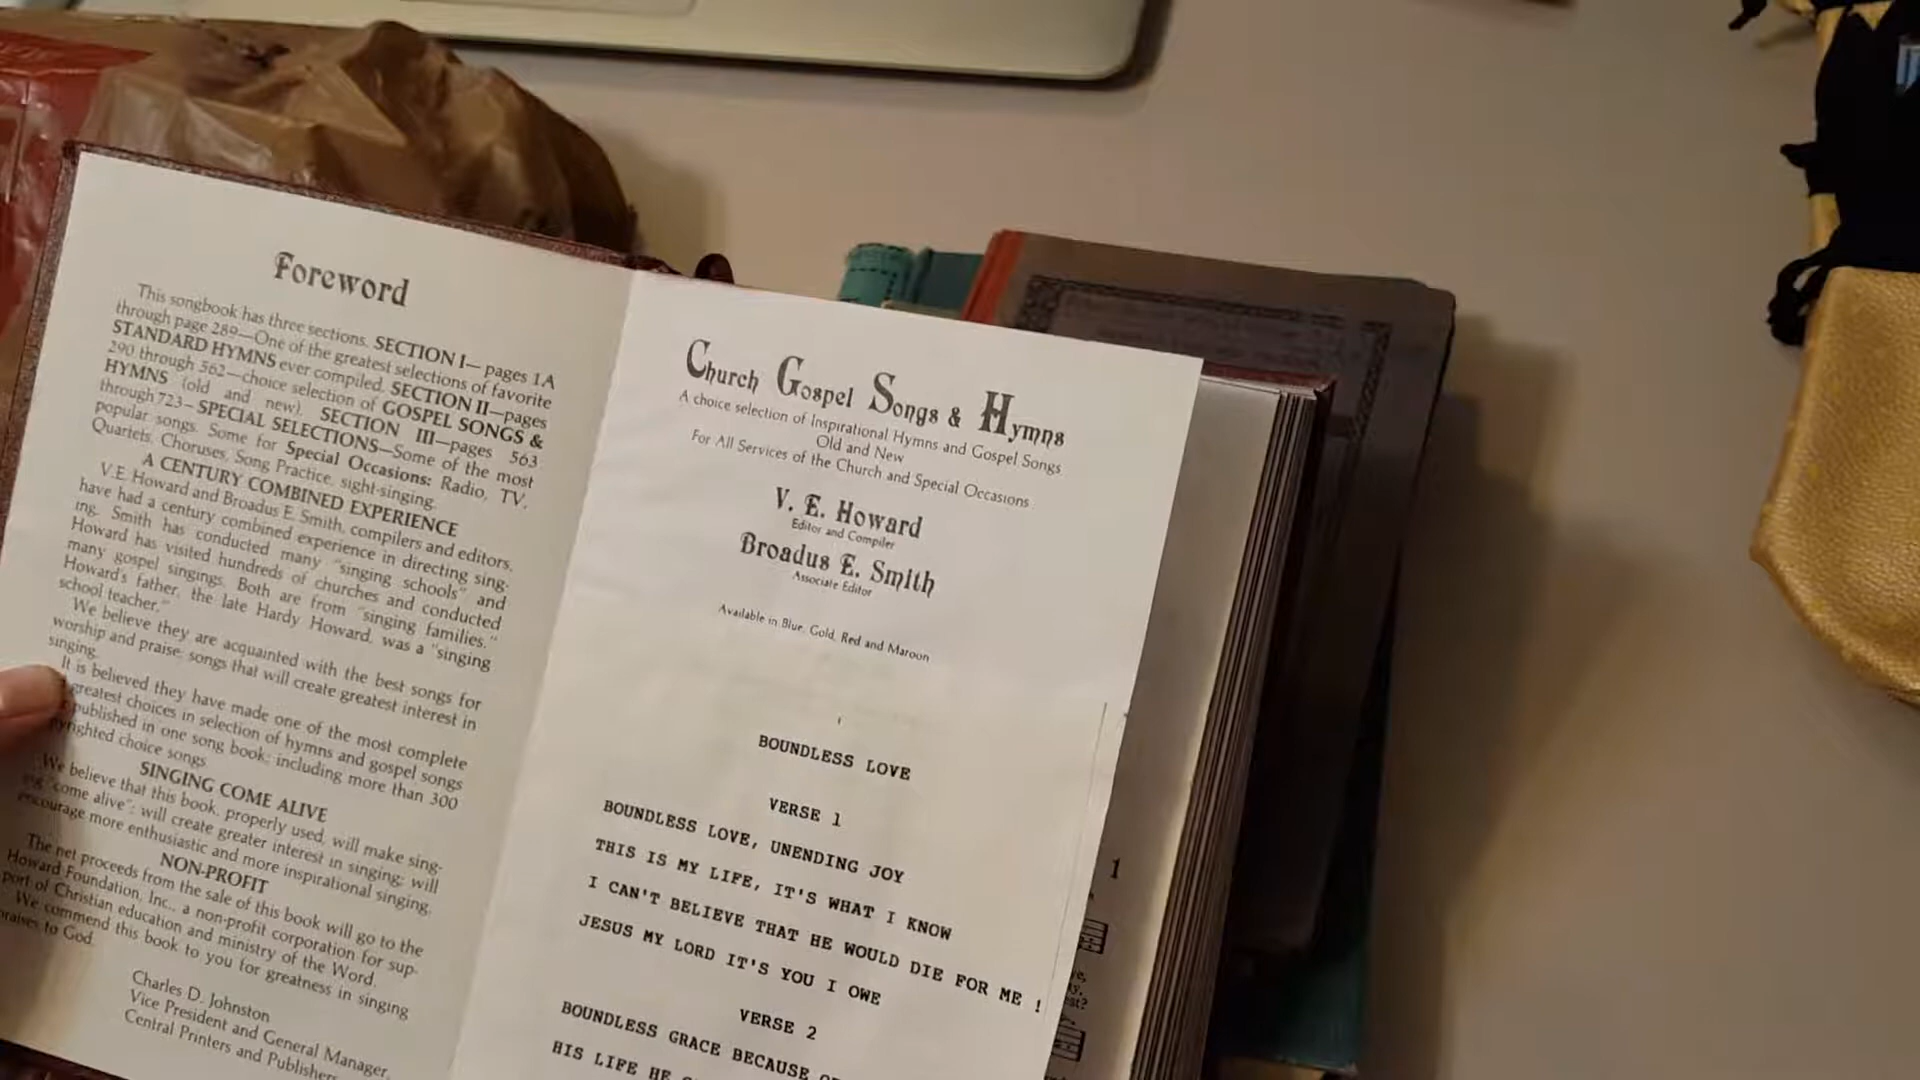 Foreword
This songbook has three sections. SECTION I— pages 1A
through page 289—One of the greatest selections of favorite
STANDARD HYMNS ever compiled. SECTION II—pages
290 through 562—choice selection of GOSPEL SONGS &
HYMNS (old and new). SECTION III—pages 563
through 723– SPECIAL SELECTIONS—Some of the most
popular songs. Some for Special Occasions: Radio, TV,
Quartets, Choruses, Song Practice, sight-singing.
A CENTURY COMBINED EXPERIENCE
V.E. Howard and Broadus E. Smith, compilers and editors,
have had a century combined experience in directing sing-
ing. Smith has conducted many "singing schools" and
Howard has visited hundreds of churches and conducted
many gospel singings. Both are from "singing families."
Howard's father, the late Hardy Howard, was a "singing
school teacher."
We believe they are acquainted with the best songs for
worship and praise; songs that will create greatest interest in
singing.
It is believed they have made one of the most complete
greatest choices in selection of hymns and gospel songs
published in one song book; including more than 300
choice songs.
SINGING COME ALIVE
We believe that this book, properly used, will make sing-
ing "come alive"; will create greater interest in singing; will
encourage more enthusiastic and more inspirational singing.
NON-PROFIT
The net proceeds from the sale of this book will go to the
Howard Foundation, Inc., a non-profit corporation for sup-
port of Christian education and ministry of the Word.
We commend this book to you for greatness in singing
praises to God.
Charles D. Johnston
Vice President and General Manager,
Central Printers and Publishers
Church Gospel Songs & Hymns
A choice selection of Inspirational Hymns and Gospel Songs
Old and New
For All Services of the Church and Special Occasions
V. E. Howard
Editor and Compiler
Broadus E. Smith
Associate Editor
Available in Blue, Gold, Red and Maroon
BOUNDLESS LOVE
VERSE 1
BOUNDLESS LOVE, UNENDING JOY
THIS IS MY LIFE, IT'S WHAT I KNOW
I CAN'T BELIEVE THAT HE WOULD DIE FOR ME !
JESUS MY LORD IT'S YOU I OWE
VERSE 2
BOUNDLESS GRACE BECAUSE
HIS LIFE HE
1